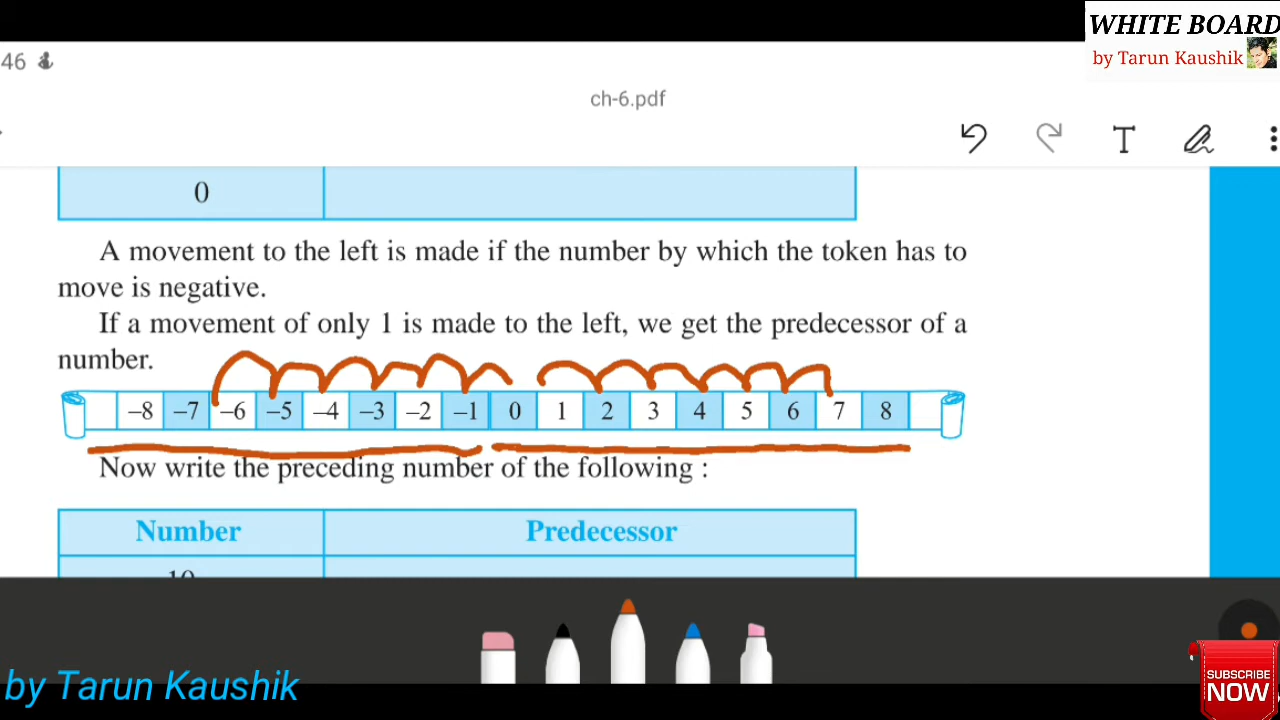 WHITE BOARD
by Tarun Kaushik
46
ch-6.pdf
T
0
A movement to the left is made if the number by which the token has to
move is negative.
If a movement of only 1 is made to the left, we get the predecessor of a
number.
–8 –7 –6 –5 –4 –3 –2 –1 0 1 2 3 4 5 6 7 8
Now write the preceding number of the following :
Number Predecessor
10
by Tarun Kaushik
SUBSCRIBE
NOW